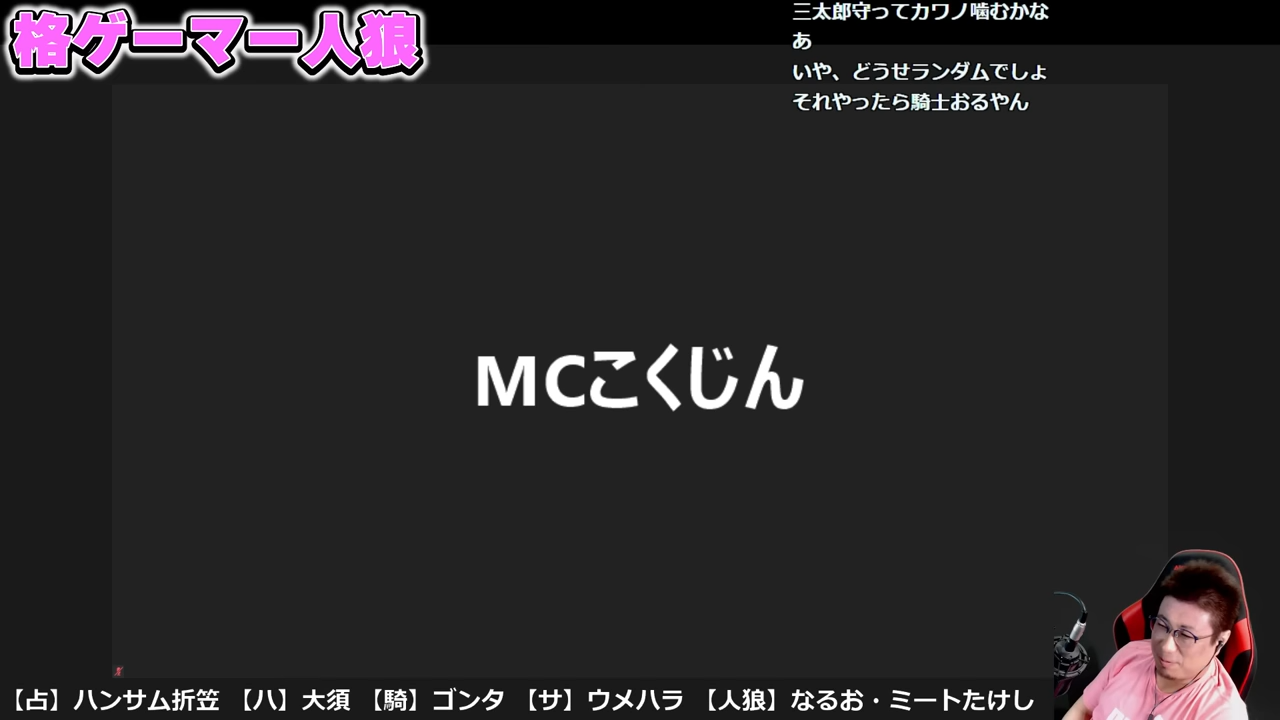 格ゲーマー人狼
三太郎守ってカワノ噛むかな
あ
いや、どうせランダムでしょ
それやったら騎士おるやん
MCこくじん
【占】ハンサム折笠 【ハ】大須 【騎】ゴンタ 【サ】ウメハラ 【人狼】なるお・ミートたけし